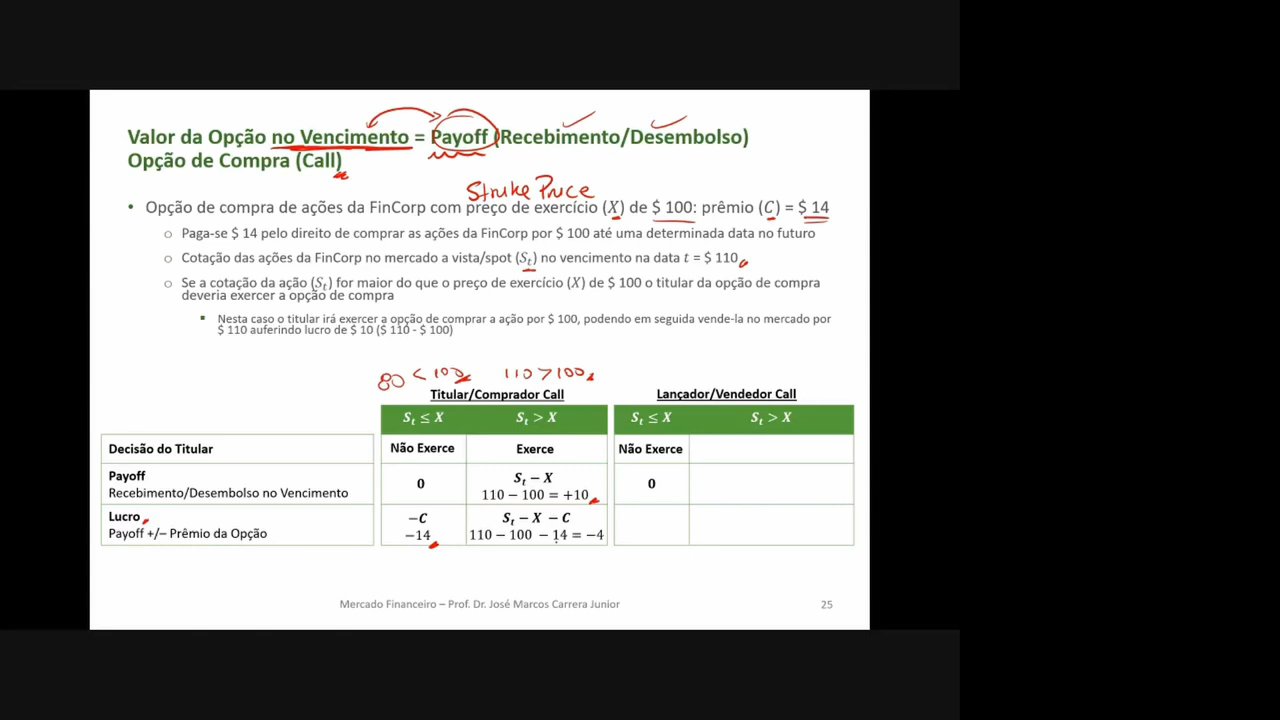 Valor da Opção no Vencimento = Payoff (Recebimento/Desembolso)
Opção de Compra (Call)
Strike Price
• Opção de compra de ações da FinCorp com preço de exercício (X) de $ 100: prêmio (C) = $ 14
o Paga-se $ 14 pelo direito de comprar as ações da FinCorp por $ 100 até uma determinada data no futuro
o Cotação das ações da FinCorp no mercado a vista/spot (St) no vencimento na data t = $ 110
o Se a cotação da ação (St) for maior do que o preço de exercício (X) de $ 100 o titular da opção de compra
deveria exercer a opção de compra
▪ Nesta caso o titular irá exercer a opção de comprar a ação por $ 100, podendo em seguida vende-la no mercado por
$ 110 auferindo lucro de $ 10 ($ 110 - $ 100)
80 < 100 110 > 100
Titular/Comprador Call Lançador/Vendedor Call
St ≤ X St > X St ≤ X St > X
Decisão do Titular Não Exerce Exerce Não Exerce
Payoff
Recebimento/Desembolso no Vencimento
0
St − X
110 − 100 = +10
0
Lucro
Payoff +/− Prêmio da Opção
−C
−14
St − X − C
110 − 100 − 14 = −4
Mercado Financeiro – Prof. Dr. José Marcos Carrera Junior 25